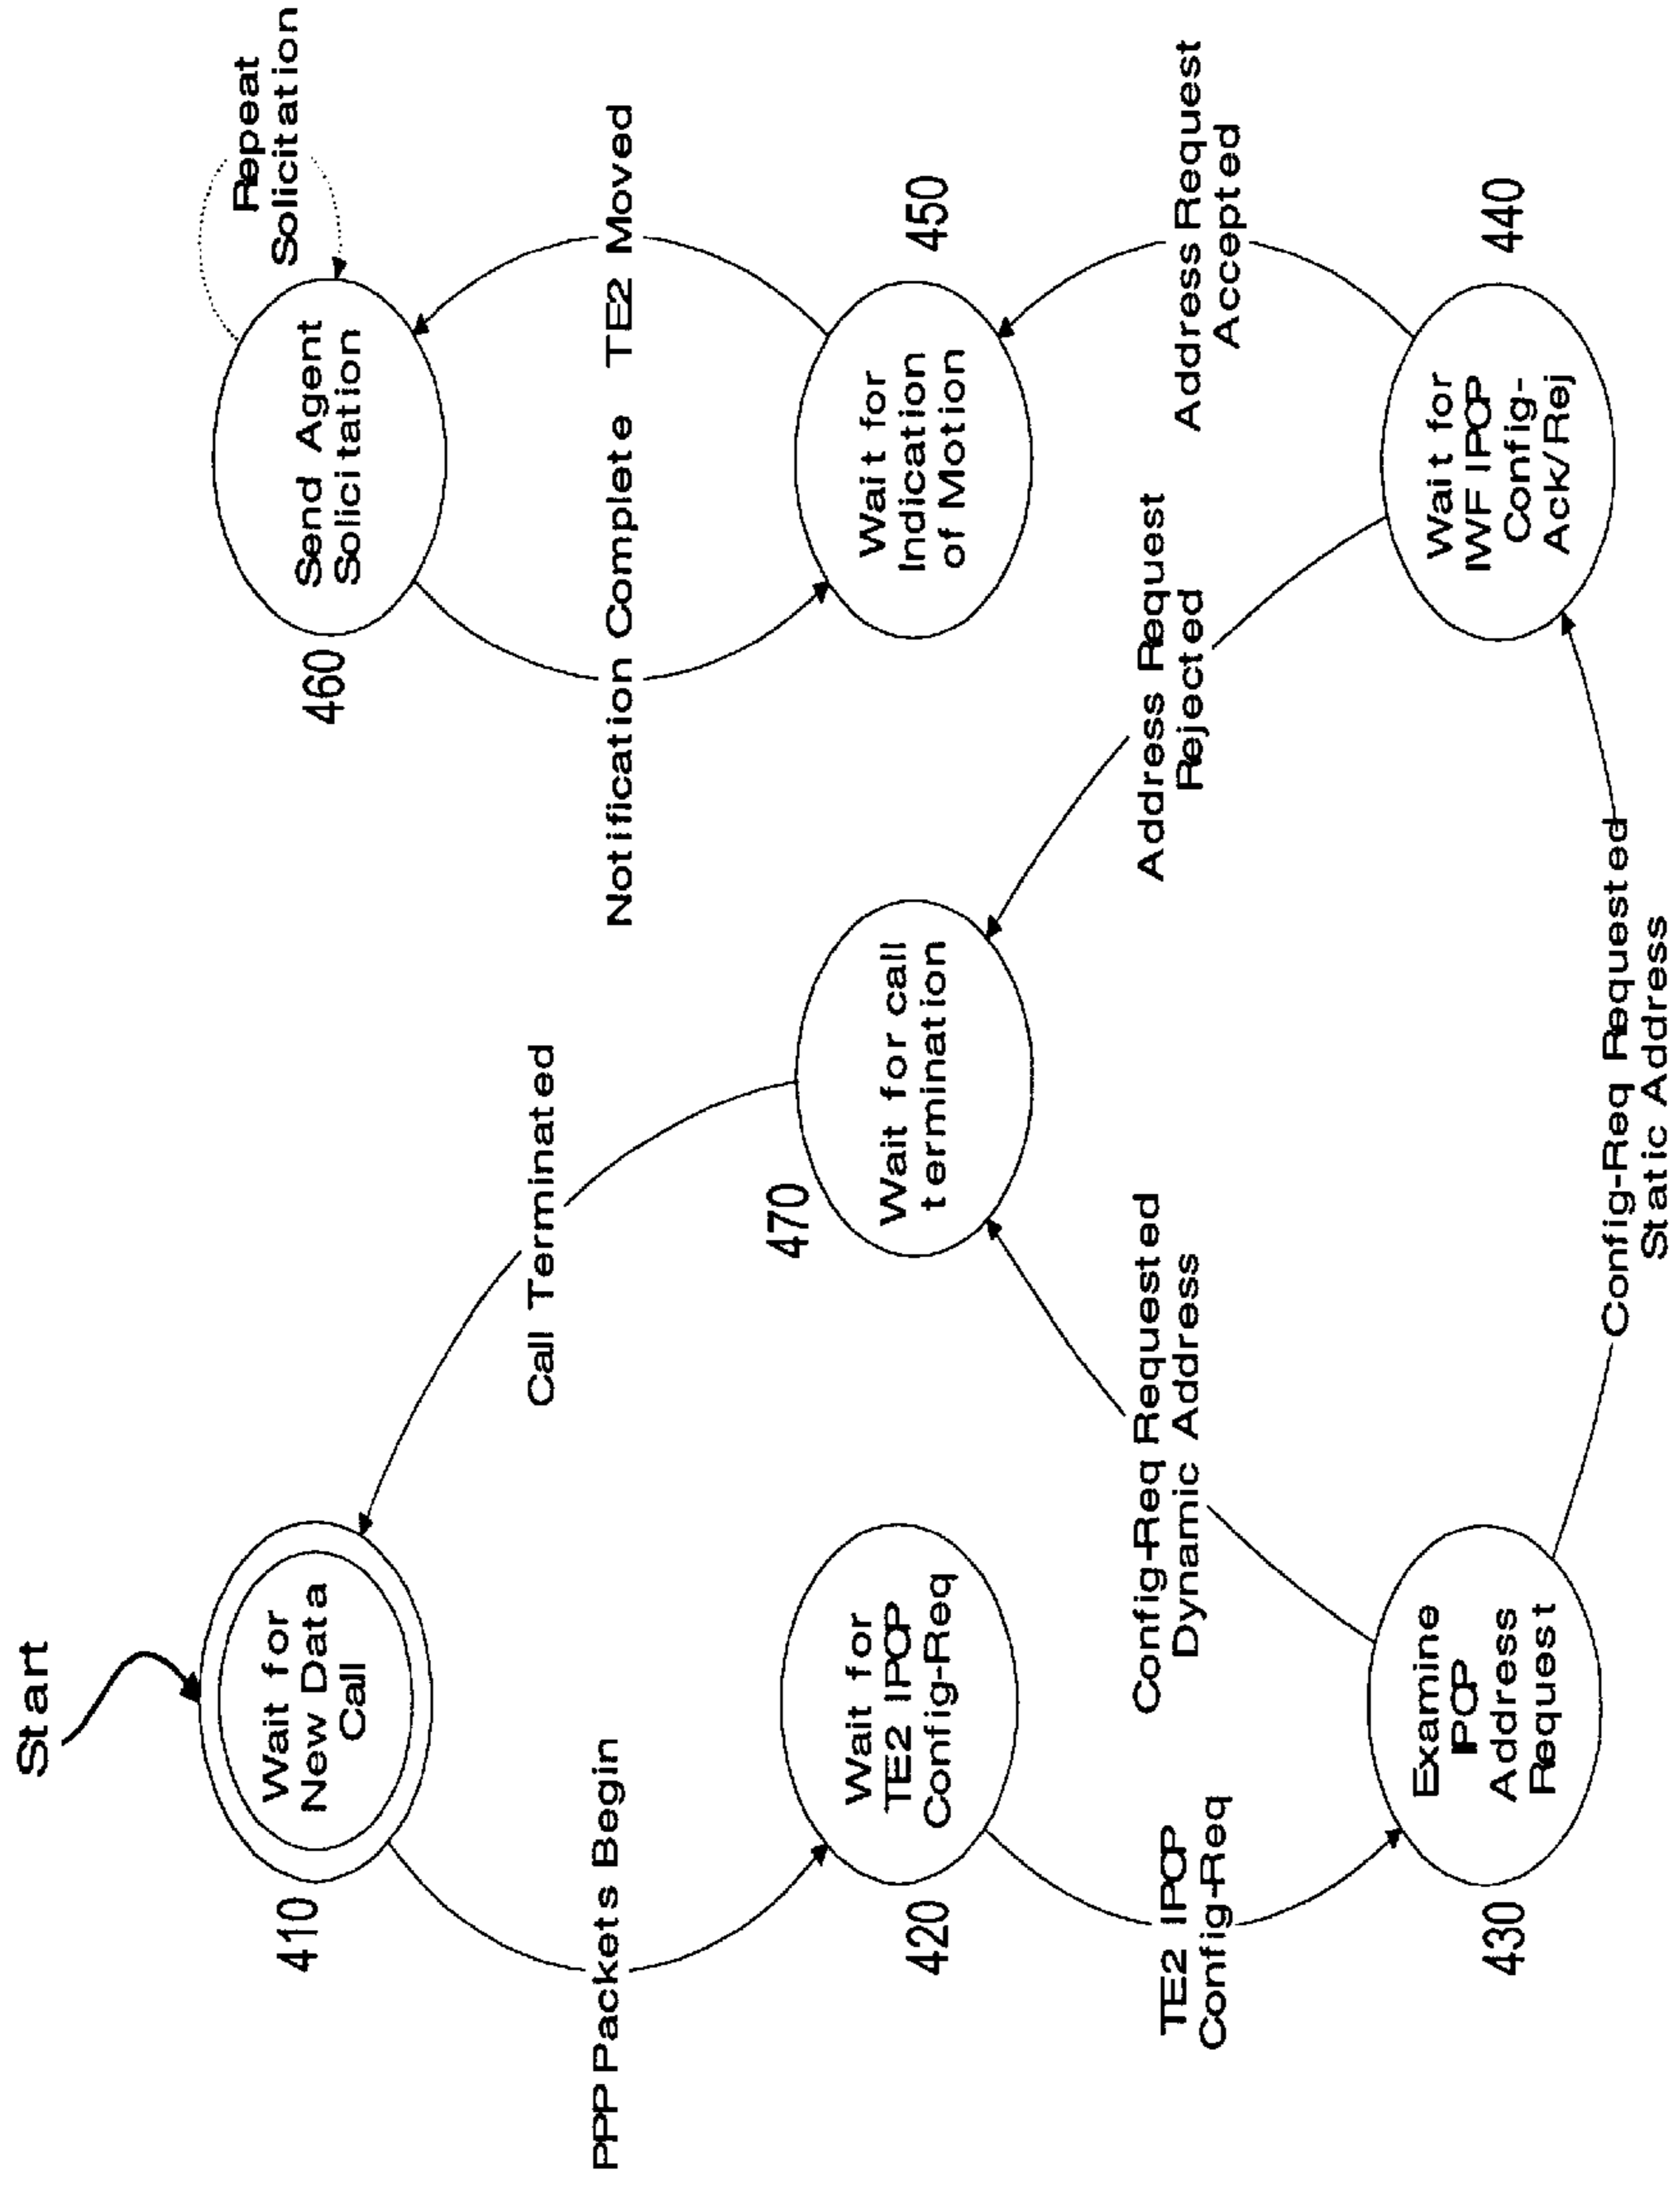 Start
410
Wait for
New Data
Call
PPP Packets Begin
420
Wait for
TE2 IPCP
Config-Req
TE2 IPCP
Config-Req
430
Examine
IPCP
Address
Request
Call Terminated
470
Wait for call
termination
Config-Req Requested
Dynamic Address
Config-Req Requested
Static Address
Repeat
Solicitation
460
Send Agent
Solicitation
Notification Complete
TE2 Moved
450
Wait for
Indication
of Motion
Address Request
Rejected
Address Request
Accepted
440
Wait for
IWF IPCP
Config-
Ack/Rej